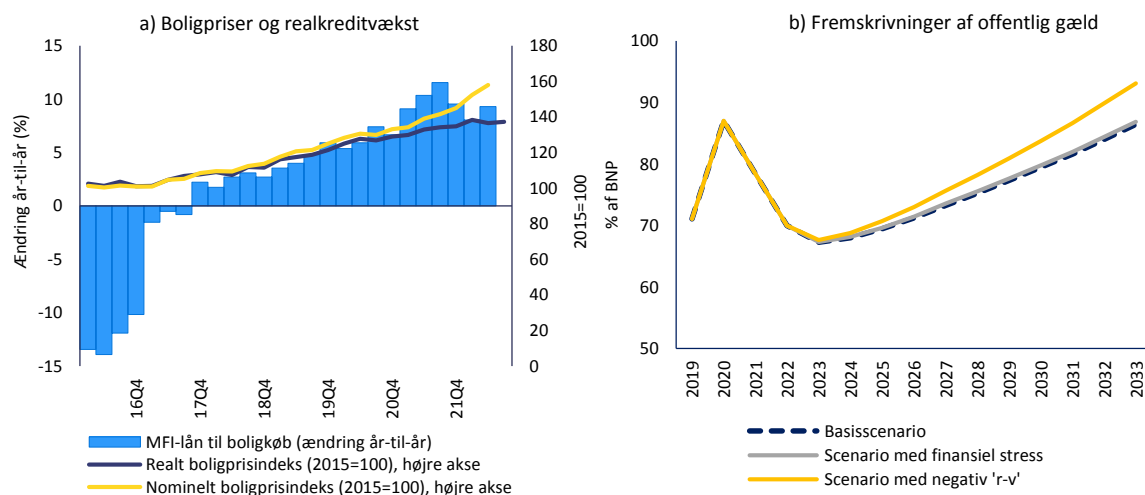 a) Boligpriser og realkreditvækst
Ændring år-til-år (%)
15
10
5
0
-5
-10
-15
16Q4
17Q4
18Q4
19Q4
20Q4
21Q4
180
160
140
120
100
80
60
40
20
0
2015=100
MFI-lån til boligkøb (ændring år-til-år)
Realt boligprisindeks (2015=100), højre akse
Nominelt boligprisindeks (2015=100), højre akse
b) Fremskrivninger af offentlig gæld
% af BNP
100
90
80
70
60
50
2019
2020
2021
2022
2023
2024
2025
2026
2027
2028
2029
2030
2031
2032
2033
Basisscenario
Scenario med finansiel stress
Scenario med negativ 'r-v'